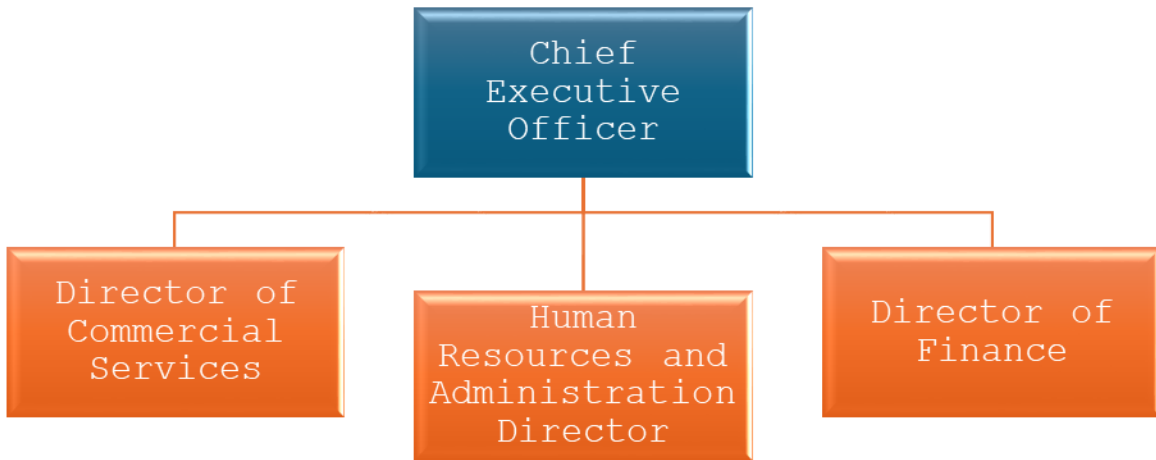 Chief
Executive
Officer
Director of
Commercial
Services
Human
Resources and
Administration
Director
Director of
Finance